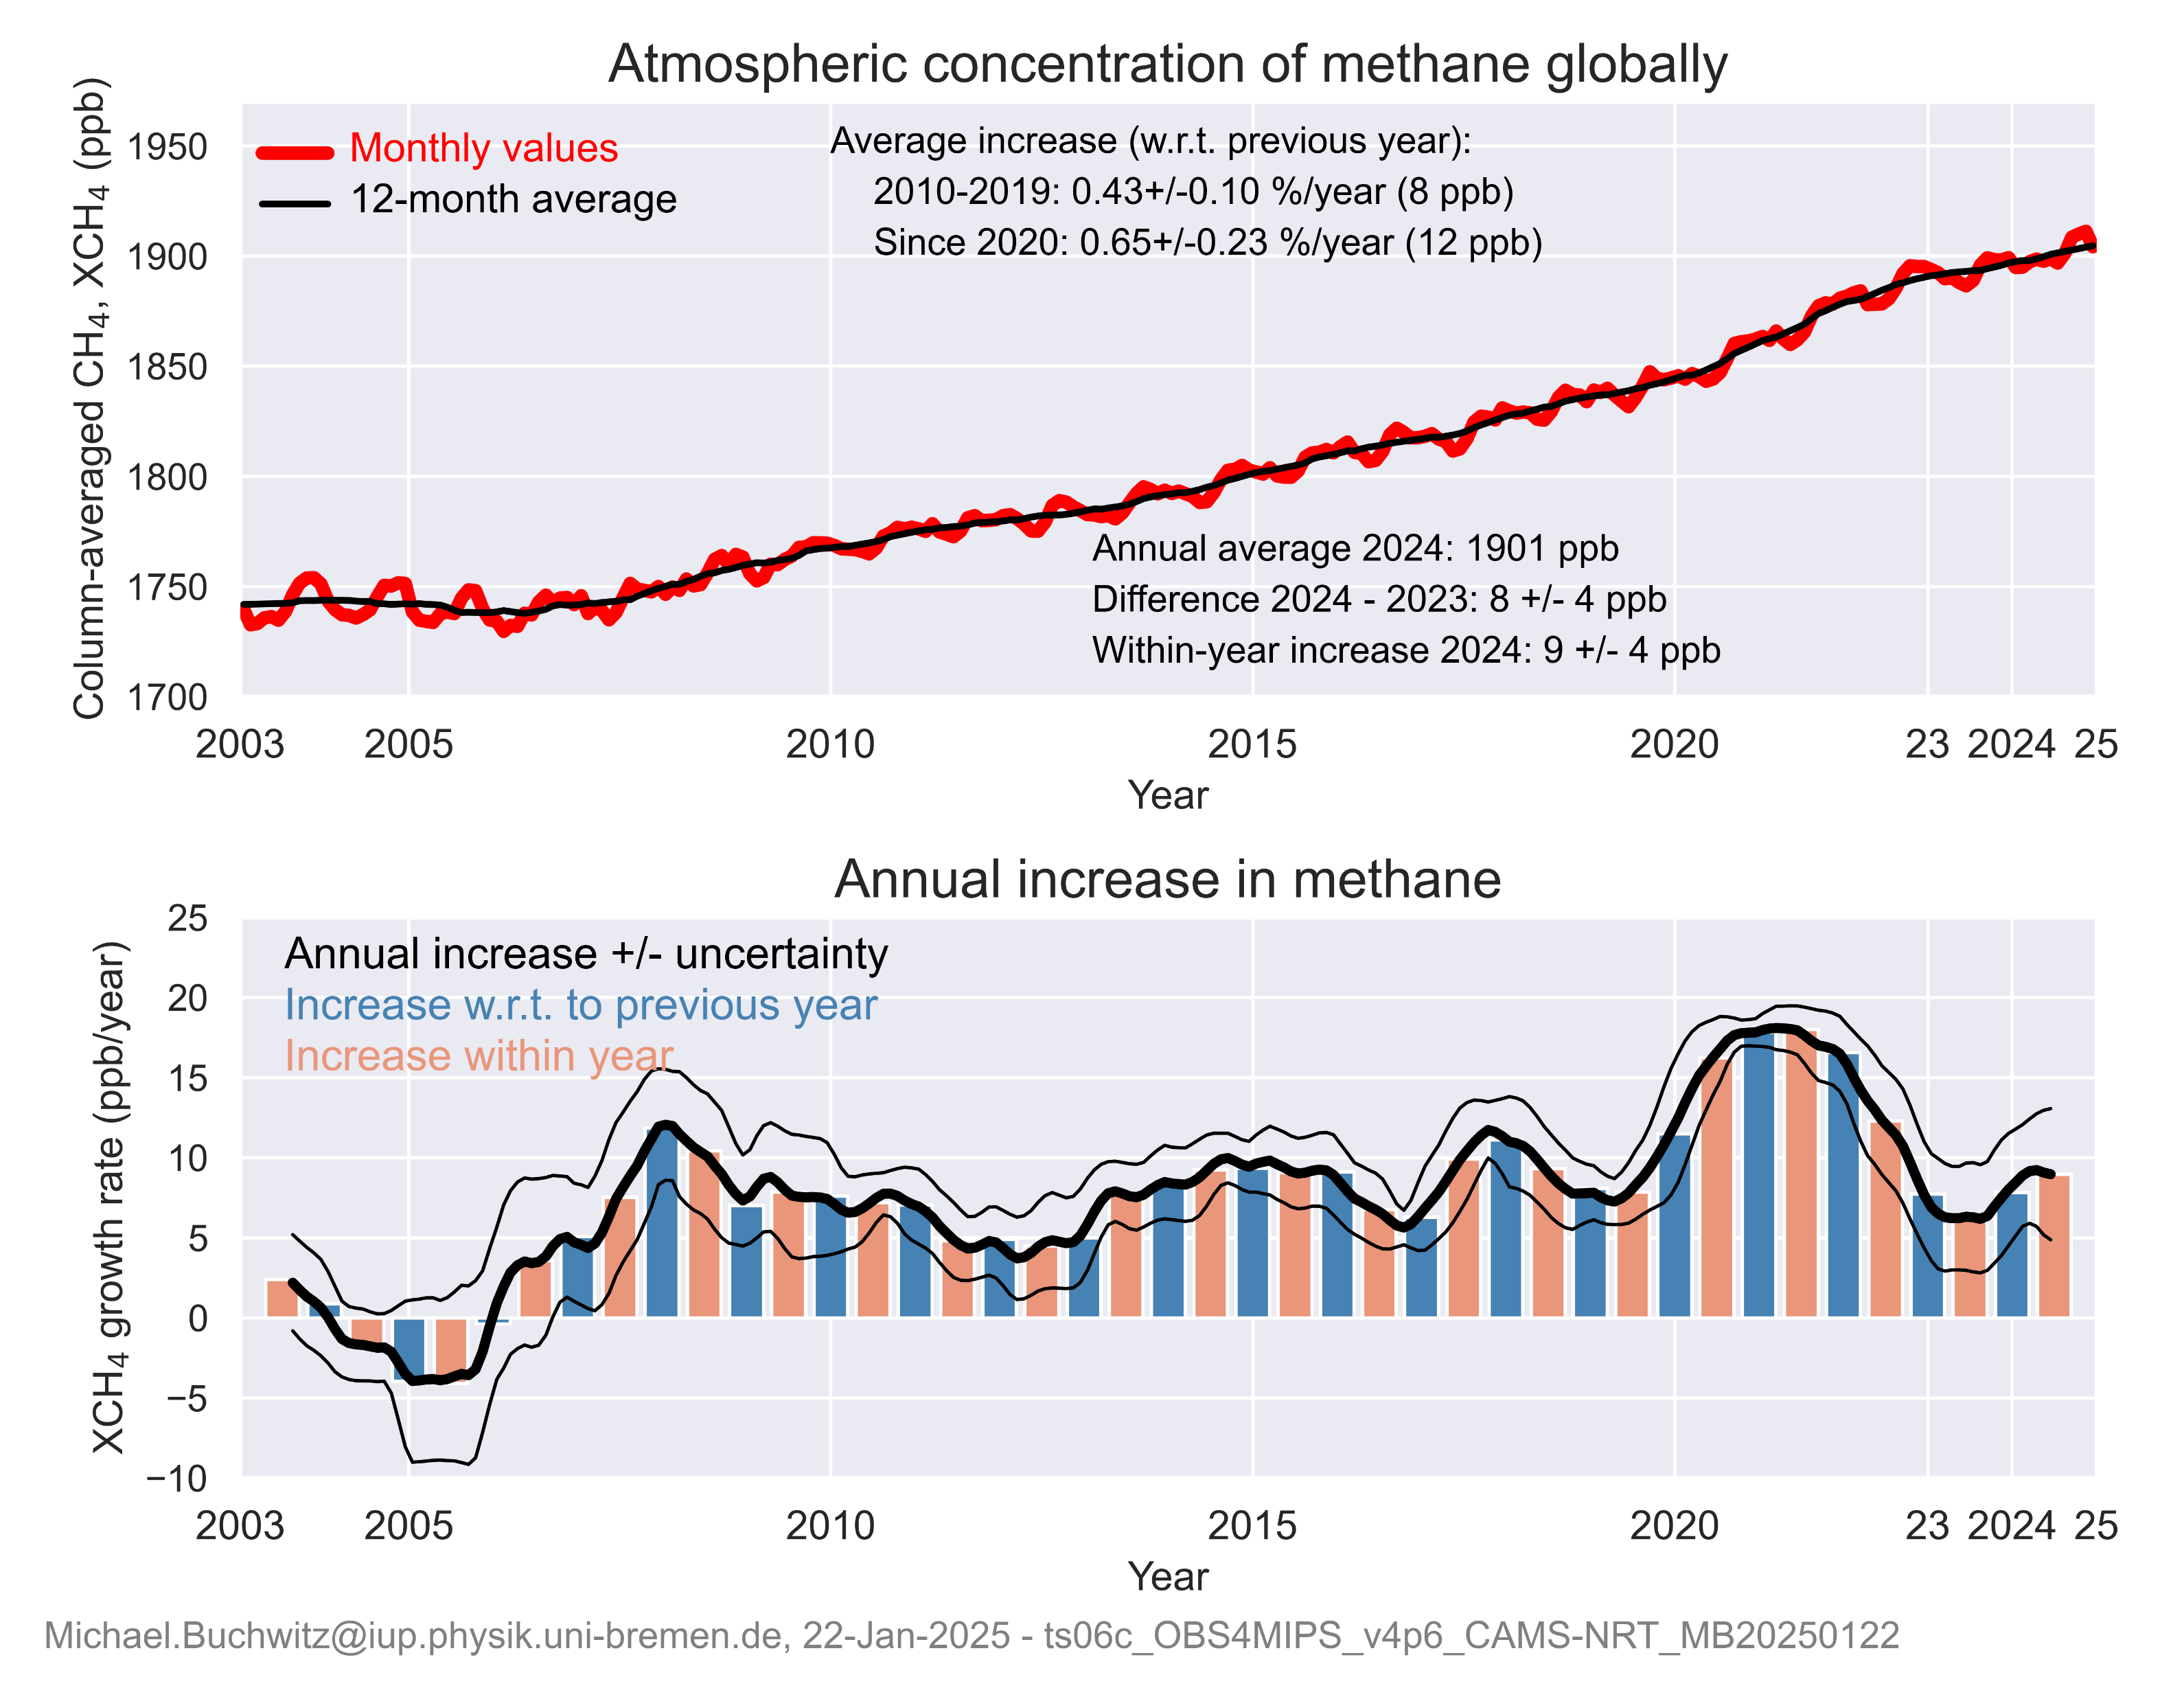 Atmospheric concentration of methane globally
Column-averaged CH₄, XCH₄ (ppb)
1950
1900
1850
1800
1750
1700
Monthly values
12-month average
Average increase (w.r.t. previous year):
2010-2019: 0.43+/-0.10 %/year (8 ppb)
Since 2020: 0.65+/-0.23 %/year (12 ppb)
Annual average 2024: 1901 ppb
Difference 2024 - 2023: 8 +/- 4 ppb
Within-year increase 2024: 9 +/- 4 ppb
2003 2005 2010 2015 2020 23 2024 25
Year
Annual increase in methane
XCH₄ growth rate (ppb/year)
25
20
15
10
5
0
−5
−10
Annual increase +/- uncertainty
Increase w.r.t. to previous year
Increase within year
2003 2005 2010 2015 2020 23 2024 25
Year
Michael.Buchwitz@iup.physik.uni-bremen.de, 22-Jan-2025 - ts06c_OBS4MIPS_v4p6_CAMS-NRT_MB20250122